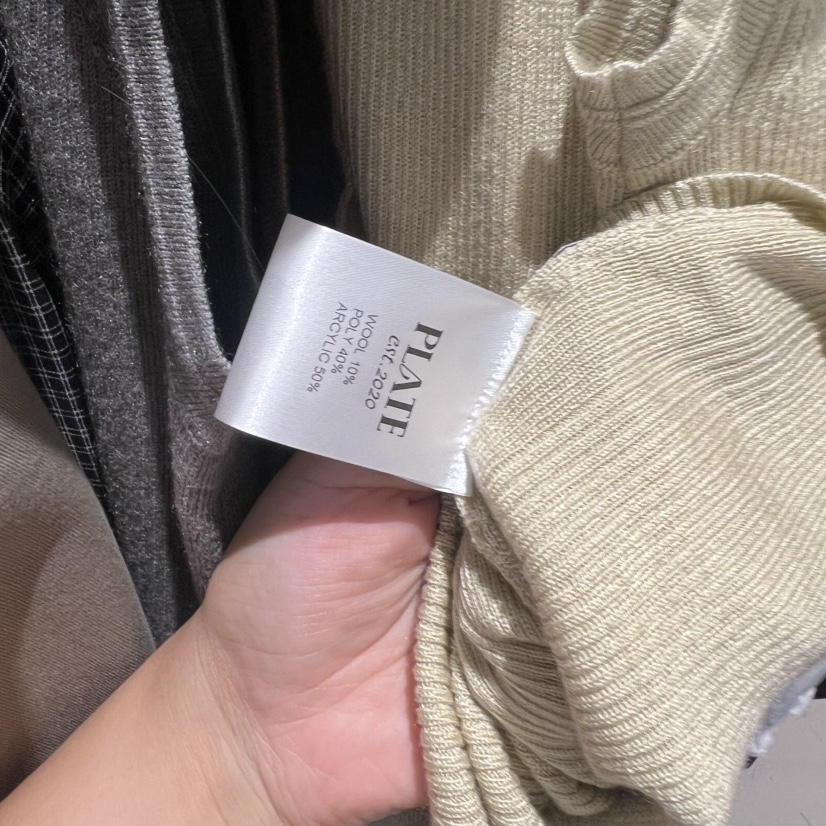 PLATE
est.2020
WOOL 10%
POLY 40%
ARCYLIC 50%